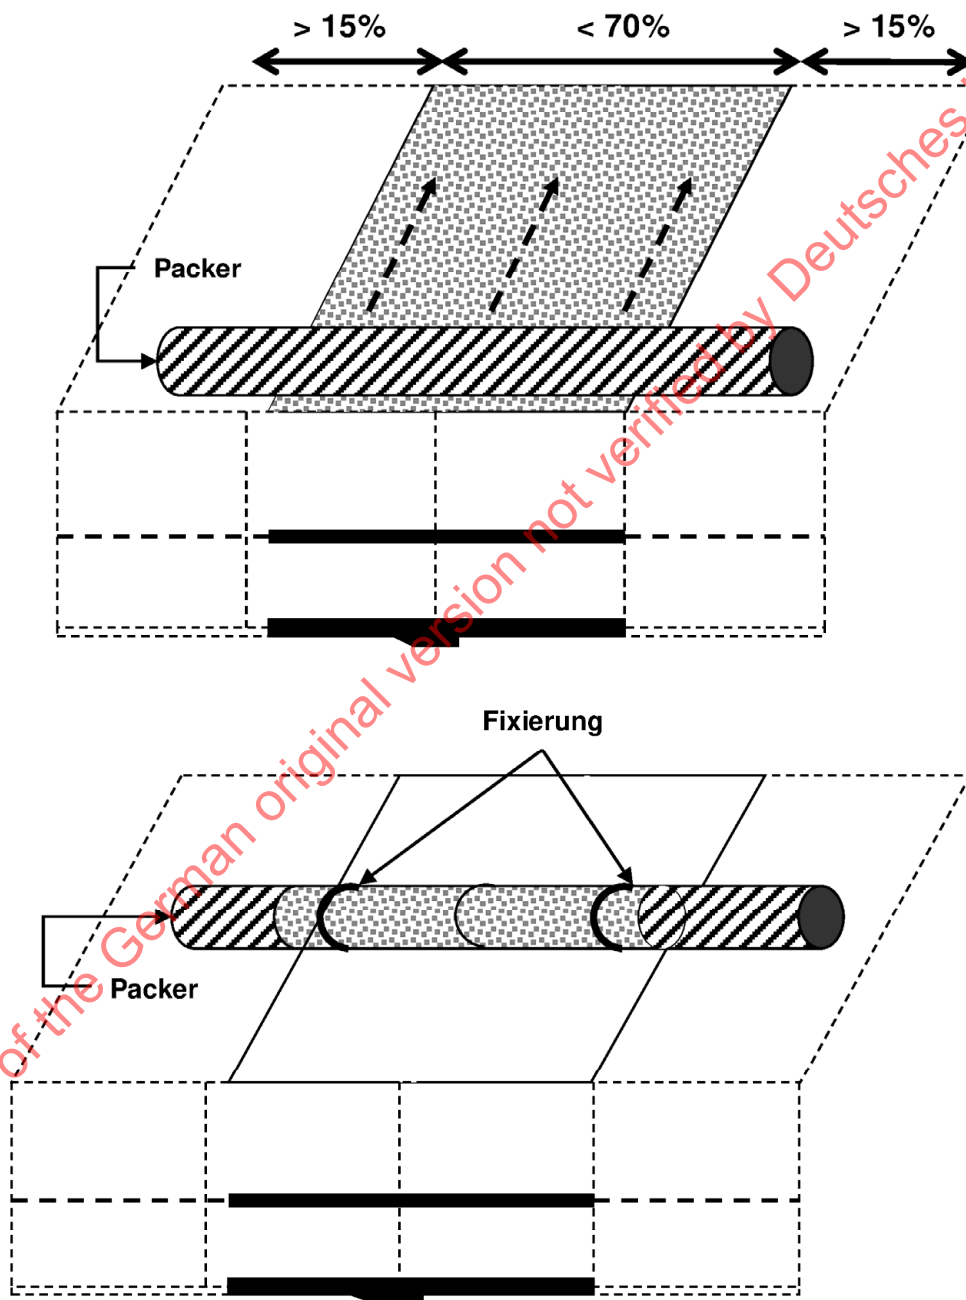 > 15%
< 70%
> 15%
Packer
Fixierung
Packer
of the German original version not verified by Deutsches